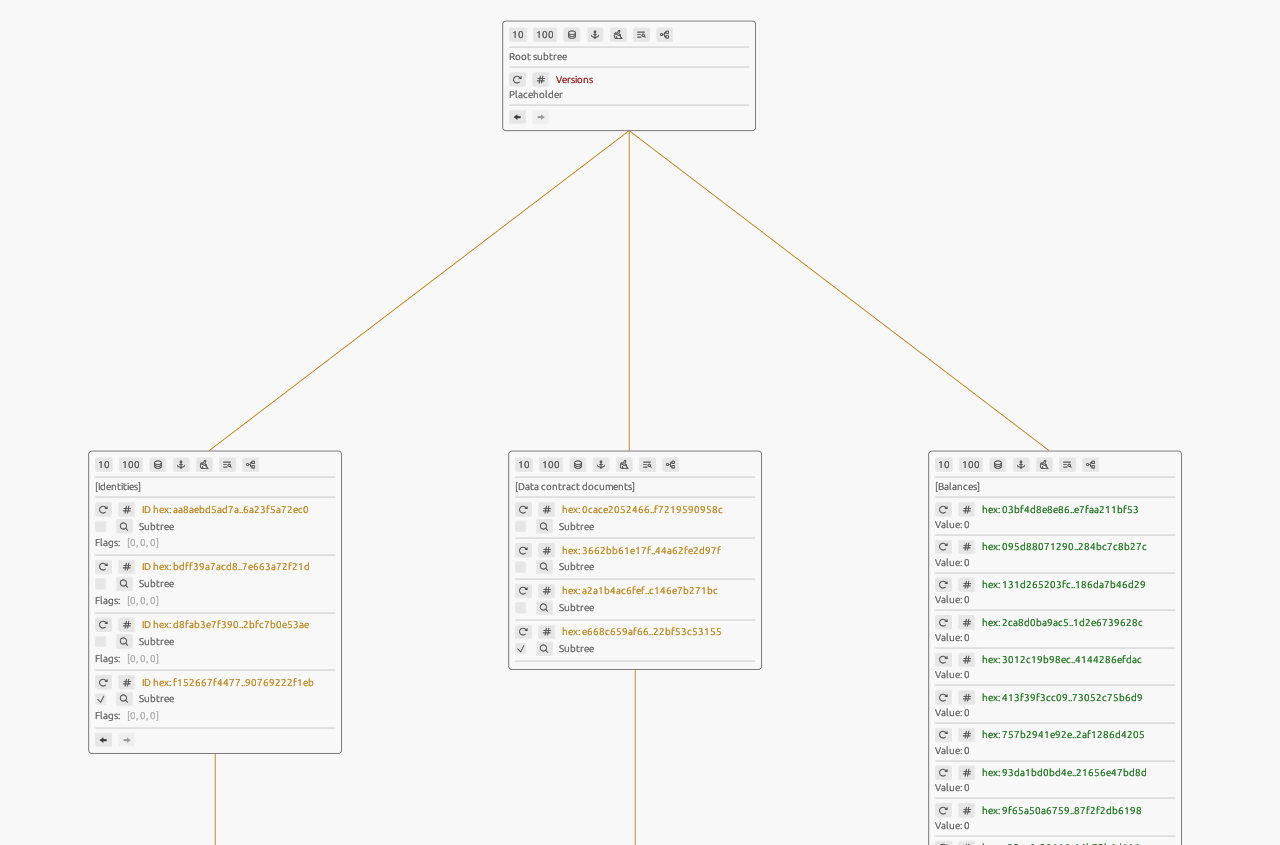 10 100
Root subtree
# Versions
Placeholder
10 100
[Identities]
# ID hex: aa8aebd5ad7a..6a23f5a72ec0
Subtree
Flags: [0, 0, 0]
# ID hex: bdff39a7acd8..7e663a72f21d
Subtree
Flags: [0, 0, 0]
# ID hex: d8fab3e7f390..2bfc7b0e53ae
Subtree
Flags: [0, 0, 0]
# ID hex: f152667f4477..90769222f1eb
Subtree
Flags: [0, 0, 0]
10 100
[Data contract documents]
# hex: 0cace2052466..f7219590958c
Subtree
# hex: 3662bb61e17f..44a62fe2d97f
Subtree
# hex: a2a1b4ac6fef..c146e7b271bc
Subtree
# hex: e668c659af66..22bf53c53155
Subtree
10 100
[Balances]
# hex: 03bf4d8e8e86..e7faa211bf53
Value: 0
# hex: 095d88071290..284bc7c8b27c
Value: 0
# hex: 131d265203fc..186da7b46d29
Value: 0
# hex: 2ca8d0ba9ac5..1d2e6739628c
Value: 0
# hex: 3012c19b98ec..4144286efdac
Value: 0
# hex: 413f39f3cc09..73052c75b6d9
Value: 0
# hex: 757b2941e92e..2af1286d4205
Value: 0
# hex: 93da1bd0bd4e..21656e47bd8d
Value: 0
# hex: 9f65a50a6759..87f2f2db6198
Value: 0